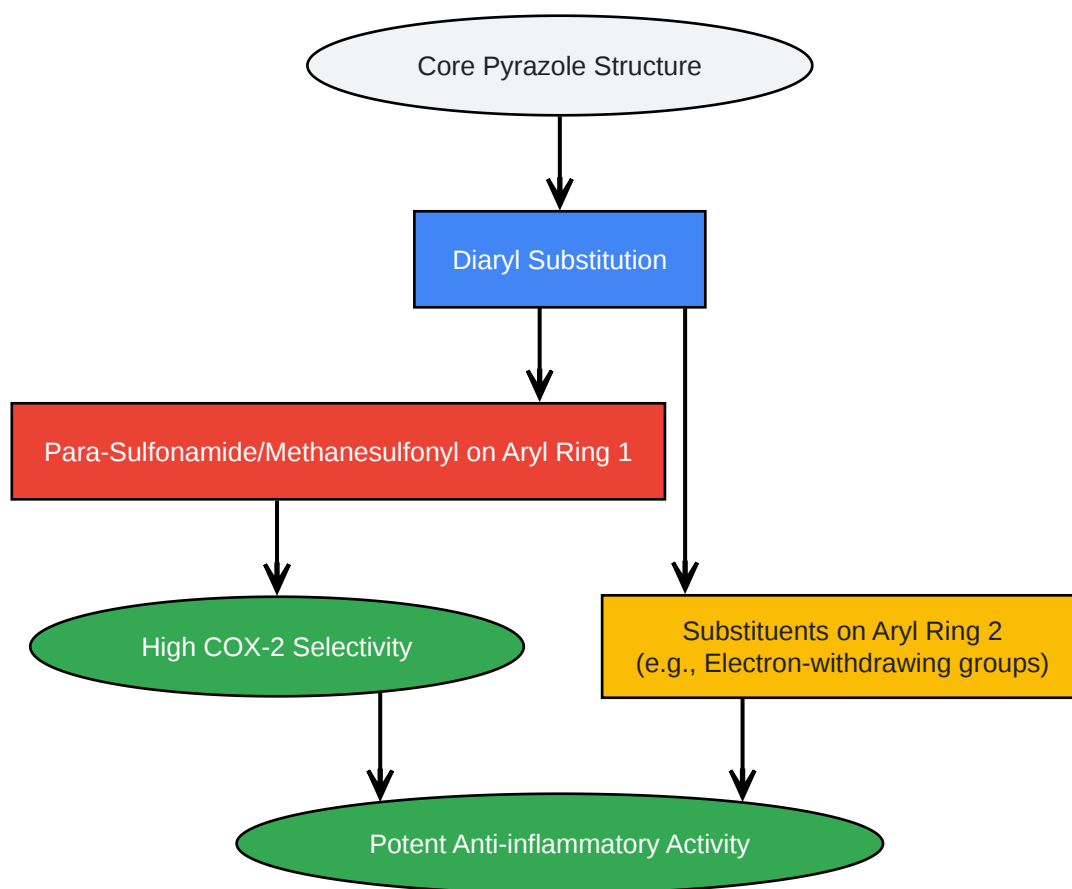 Core Pyrazole Structure
Diaryl Substitution
Para-Sulfonamide/Methanesulfonyl on Aryl Ring 1
High COX-2 Selectivity
Substituents on Aryl Ring 2
(e.g., Electron-withdrawing groups)
Potent Anti-inflammatory Activity